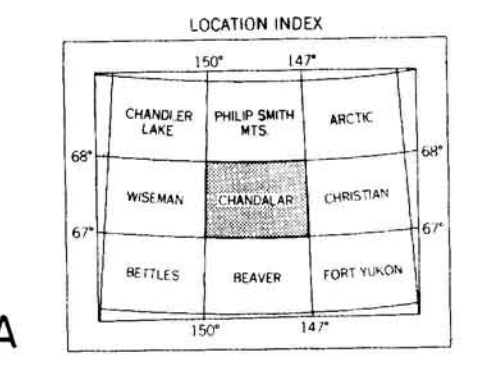 LOCATION INDEX
150° 147°
CHANDLER PHILIP SMITH ARCTIC
LAKE MTS.
68° 68°
WISEMAN CHANDALAR CHRISTIAN
67° 67°
BETTLES BEAVER FORT YUKON
A
150° 147°